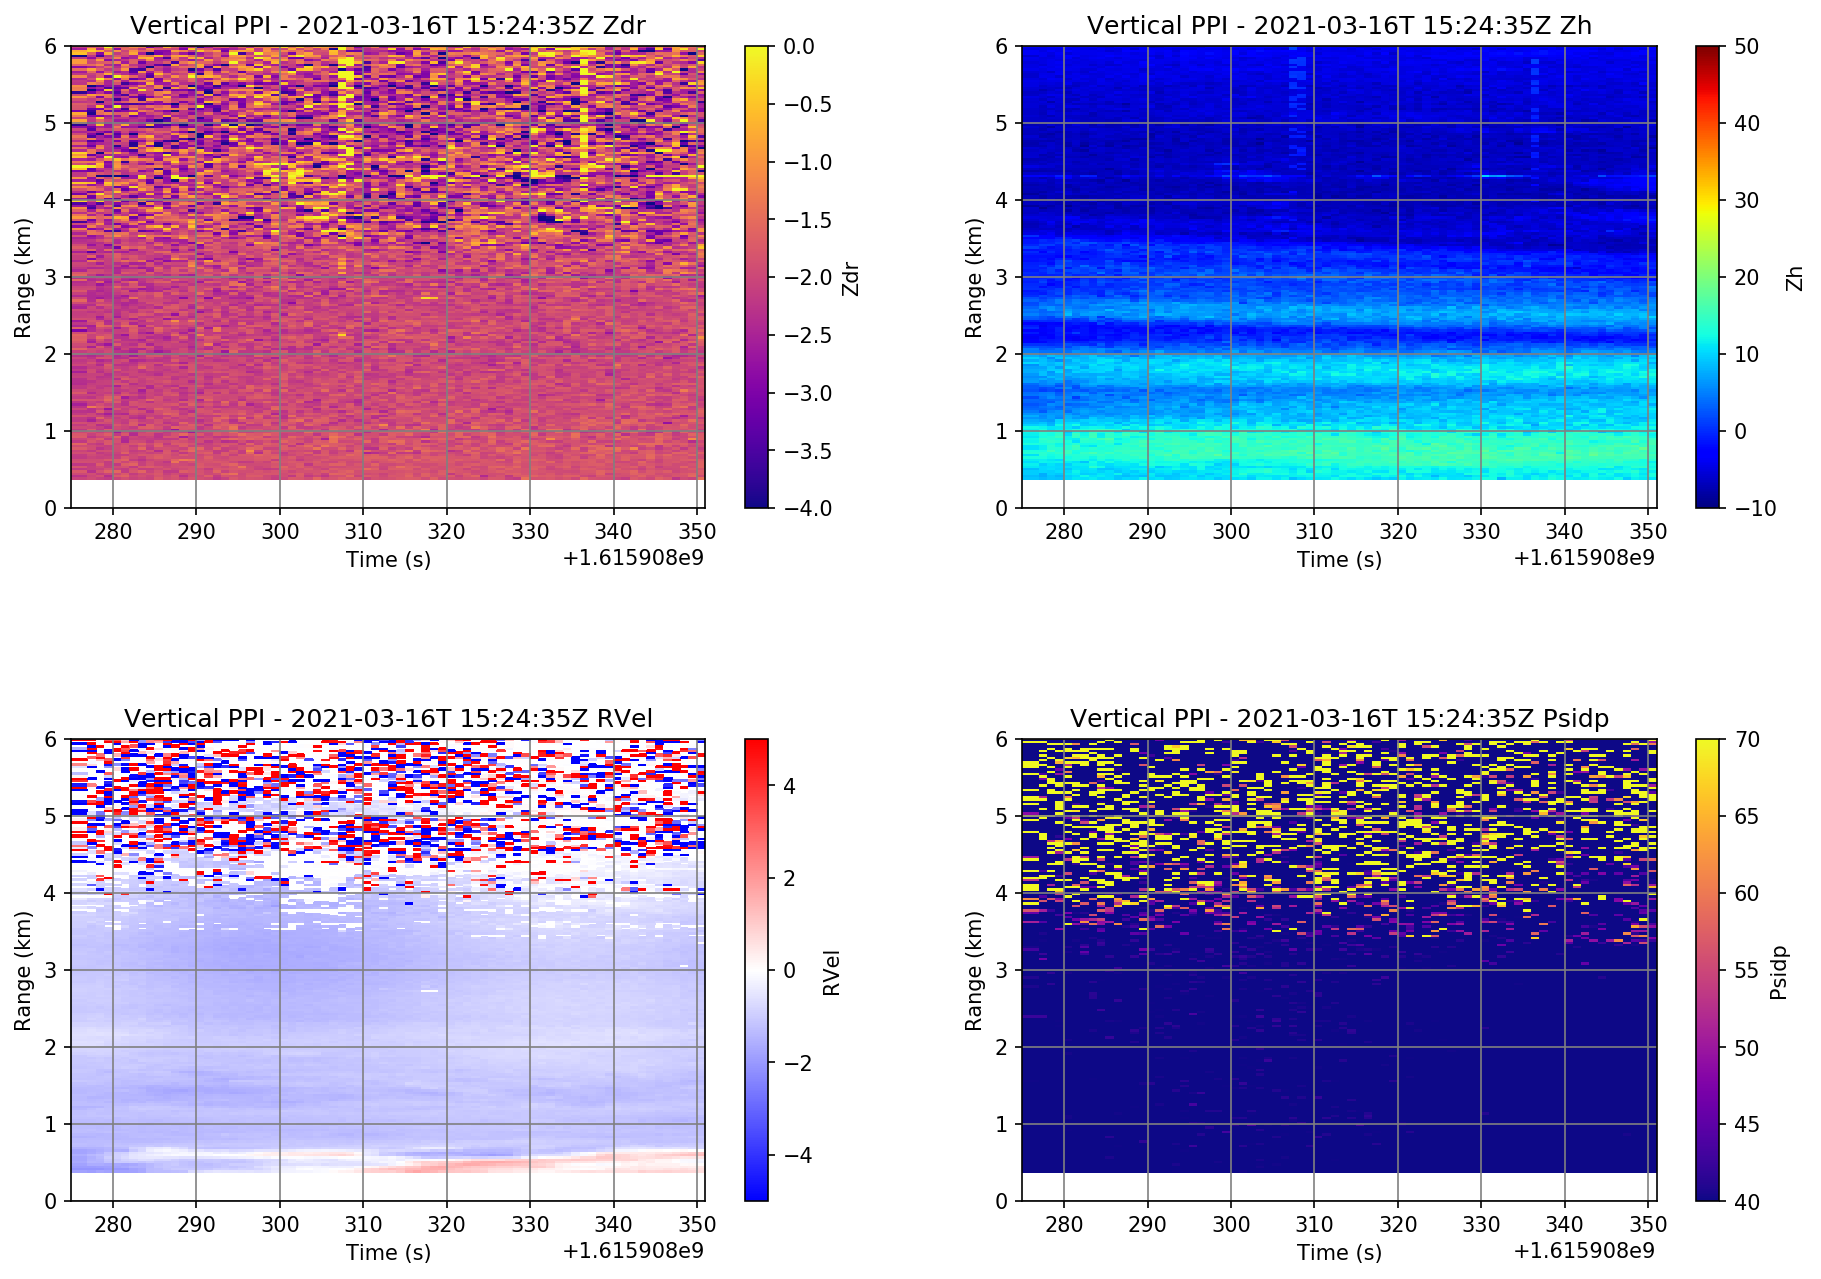 Vertical PPI - 2021-03-16T 15:24:35Z Zdr
6
5
4
3
2
1
0
Range (km)
280 290 300 310 320 330 340 350
Time (s)
+1.615908e9
0.0
−0.5
−1.0
−1.5
−2.0
−2.5
−3.0
−3.5
−4.0
Zdr
Vertical PPI - 2021-03-16T 15:24:35Z Zh
6
5
4
3
2
1
0
Range (km)
280 290 300 310 320 330 340 350
Time (s)
+1.615908e9
50
40
30
20
10
0
−10
Zh
Vertical PPI - 2021-03-16T 15:24:35Z RVel
6
5
4
3
2
1
0
Range (km)
280 290 300 310 320 330 340 350
Time (s)
+1.615908e9
4
2
0
−2
−4
RVel
Vertical PPI - 2021-03-16T 15:24:35Z Psidp
6
5
4
3
2
1
0
Range (km)
280 290 300 310 320 330 340 350
Time (s)
+1.615908e9
70
65
60
55
50
45
40
Psidp